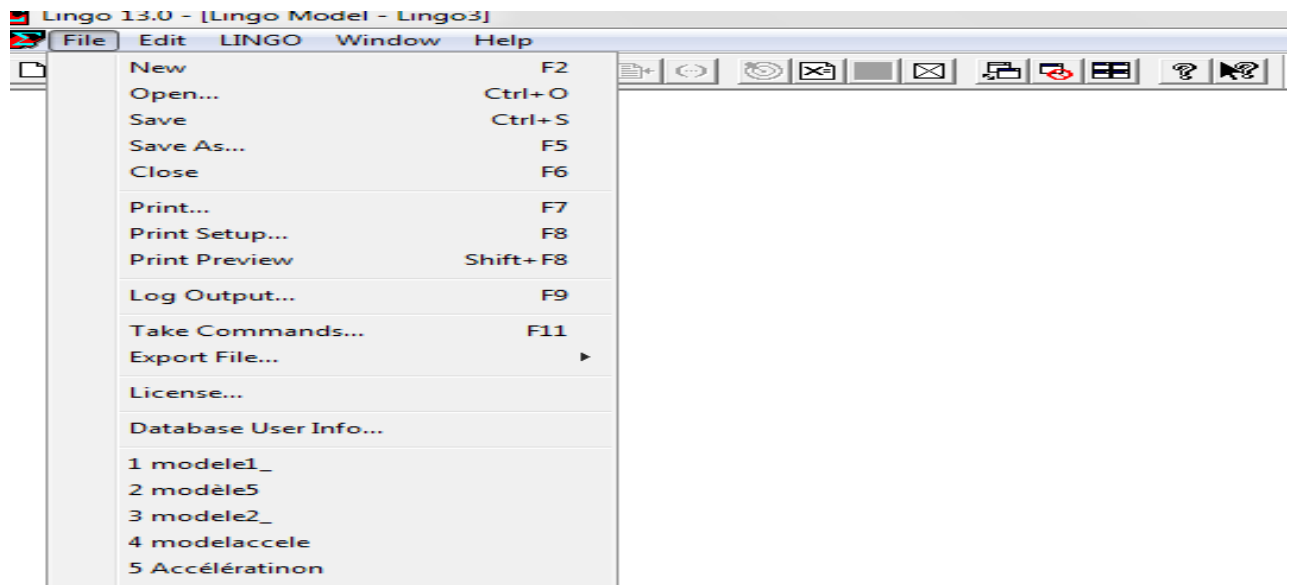 Lingo 13.0 - [Lingo Model - Lingo3]
File Edit LINGO Window Help
New F2
Open... Ctrl+O
Save Ctrl+S
Save As... F5
Close F6
Print... F7
Print Setup... F8
Print Preview Shift+F8
Log Output... F9
Take Commands... F11
Export File...
License...
Database User Info...
1 modele1_
2 modèle5
3 modele2_
4 modelaccele
5 Accélératinon